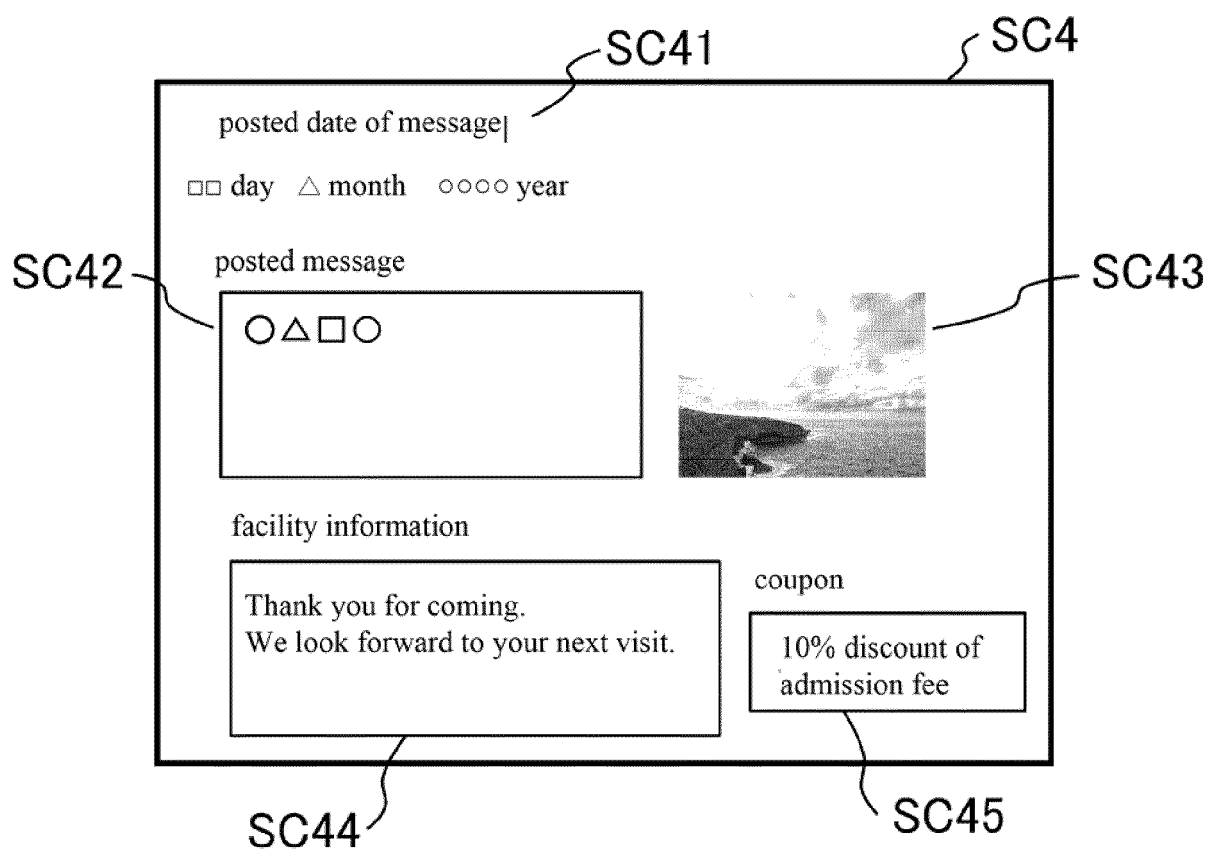 SC41
SC4
posted date of message
□□ day △ month ○○○○ year
SC42
posted message
SC43
○△□○
facility information
Thank you for coming.
We look forward to your next visit.
coupon
10% discount of
admission fee
SC44
SC45